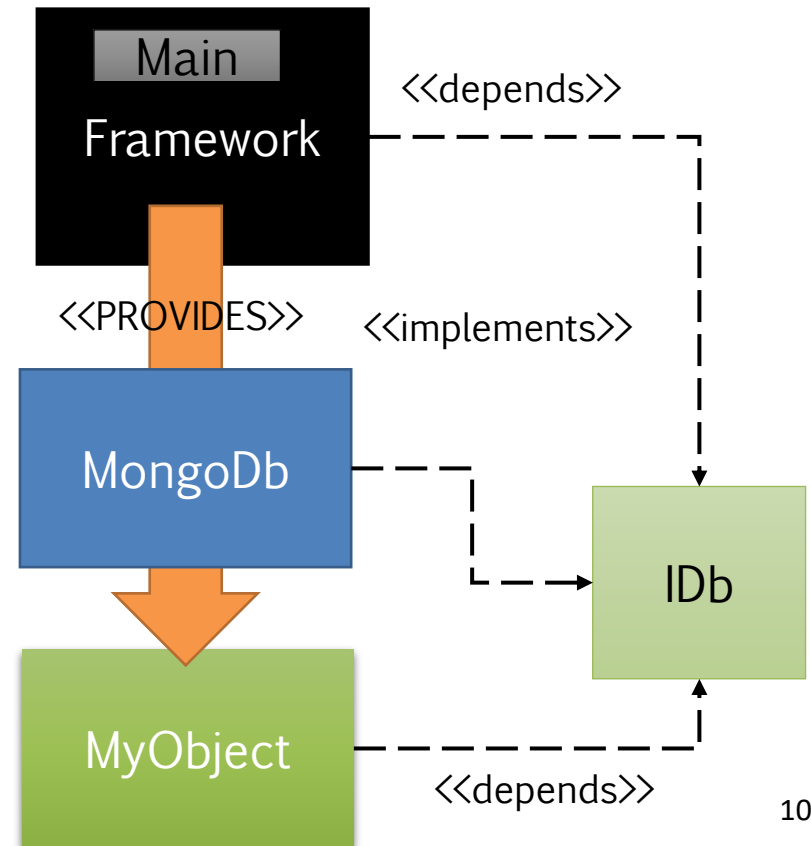 Main
<<depends>>
Framework
<<PROVIDES>>
<<implements>>
MongoDb
IDb
MyObject
<<depends>>
10